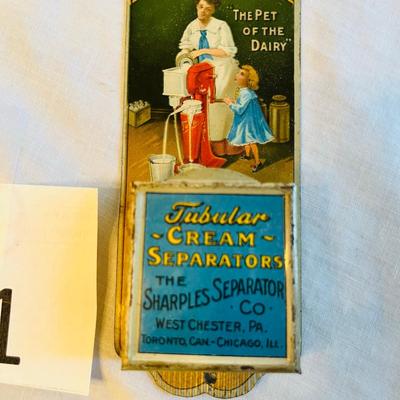 "THE PET
OF THE
DAIRY"
Tubular
~ CREAM ~
SEPARATORS
THE
SHARPLES SEPARATOR
CO
WEST CHESTER, PA.
TORONTO, CAN. - CHICAGO, ILL.
1